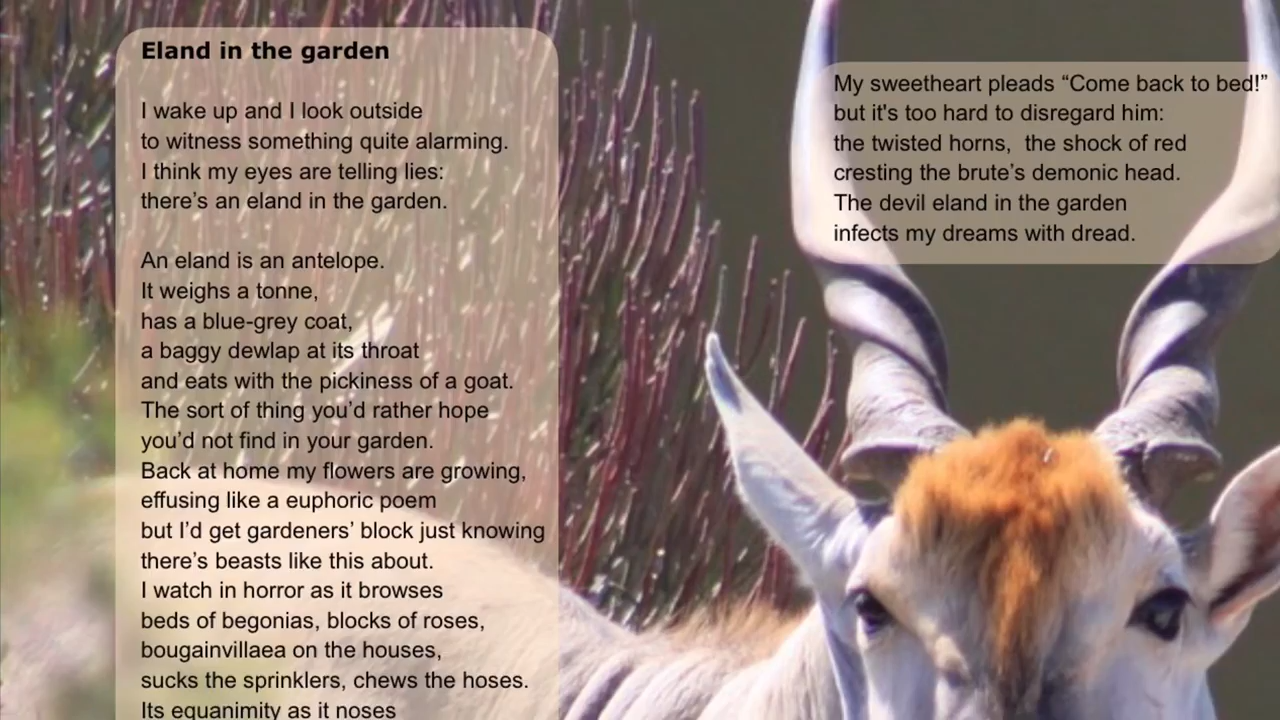 Eland in the garden
I wake up and I look outside
to witness something quite alarming.
I think my eyes are telling lies:
there’s an eland in the garden.
An eland is an antelope.
It weighs a tonne,
has a blue-grey coat,
a baggy dewlap at its throat
and eats with the pickiness of a goat.
The sort of thing you’d rather hope
you’d not find in your garden.
Back at home my flowers are growing,
effusing like a euphoric poem
but I’d get gardeners’ block just knowing
there’s beasts like this about.
I watch in horror as it browses
beds of begonias, blocks of roses,
bougainvillaea on the houses,
sucks the sprinklers, chews the hoses.
Its equanimity as it noses
My sweetheart pleads “Come back to bed!”
but it's too hard to disregard him:
the twisted horns,  the shock of red
cresting the brute’s demonic head.
The devil eland in the garden
infects my dreams with dread.